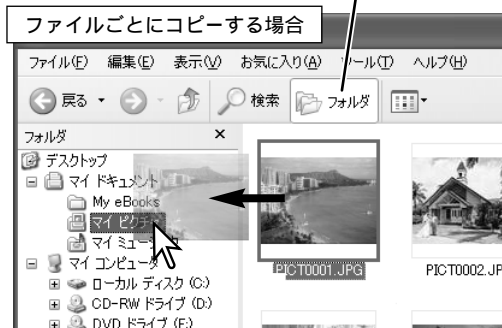 ファイルごとにコピーする場合
ファイル(F) 編集(E) 表示(V) お気に入り(A) ツール(T) ヘルプ(H)
戻る 検索 フォルダ
フォルダ ×
デスクトップ
マイ ドキュメント
My eBooks
マイ ピクチャ
マイ ミュージック
マイ コンピュータ
ローカル ディスク (C:)
CD-RW ドライブ (D:)
DVD ドライブ (E:)
PICT0001.JPG
PICT0002.JP